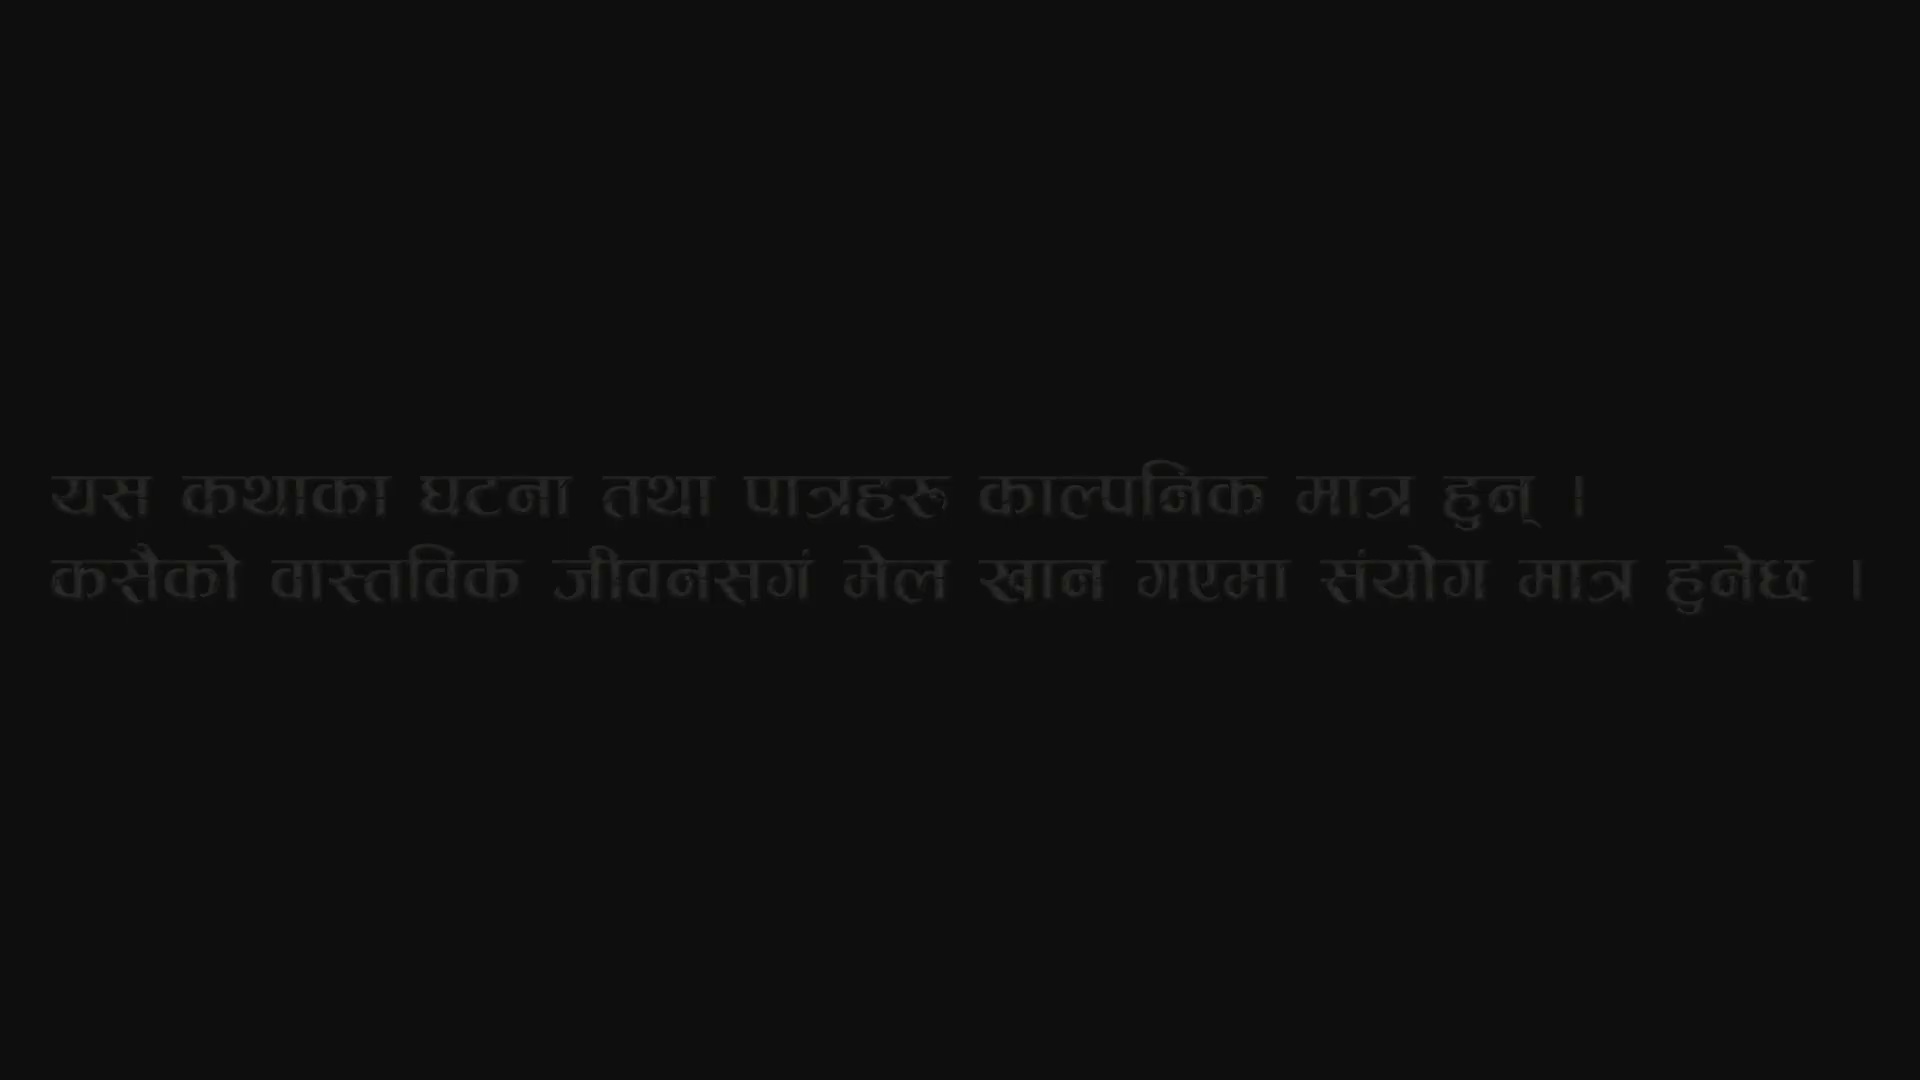 यस कथाका घटना तथा पात्रहरु काल्पनिक मात्र हुन् ।
कसैको वास्तविक जीवनसगं मेल खान गएमा संयोग मात्र हुनेछ ।